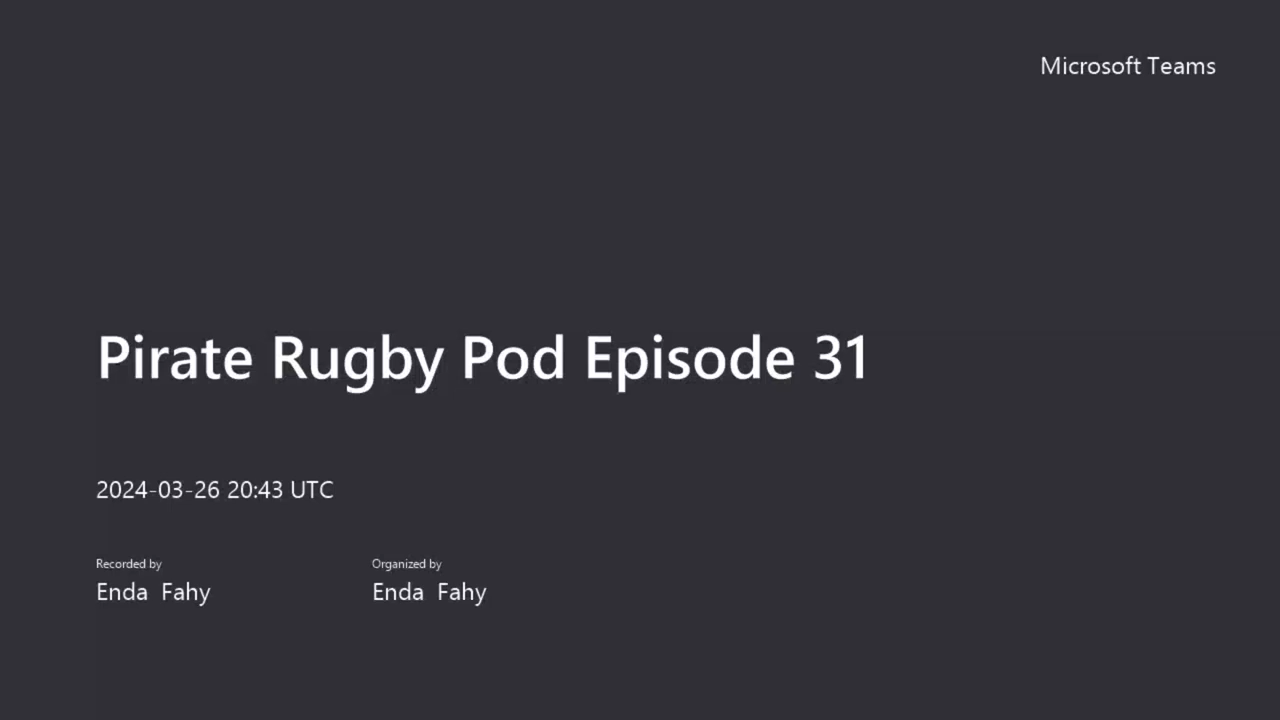 Microsoft Teams
Pirate Rugby Pod Episode 31
2024-03-26 20:43 UTC
Recorded by
Organized by
Enda  Fahy
Enda  Fahy